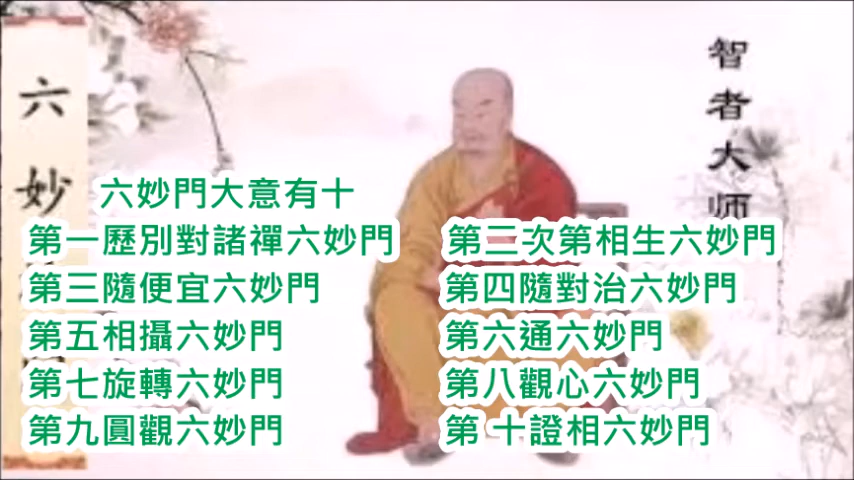 六妙
智者大师
六妙門大意有十
第一歷別對諸禪六妙門
第三次第相生六妙門
第三隨便宜六妙門
第四隨對治六妙門
第五相攝六妙門
第六通六妙門
第七旋轉六妙門
第八觀心六妙門
第九圓觀六妙門
第十證相六妙門